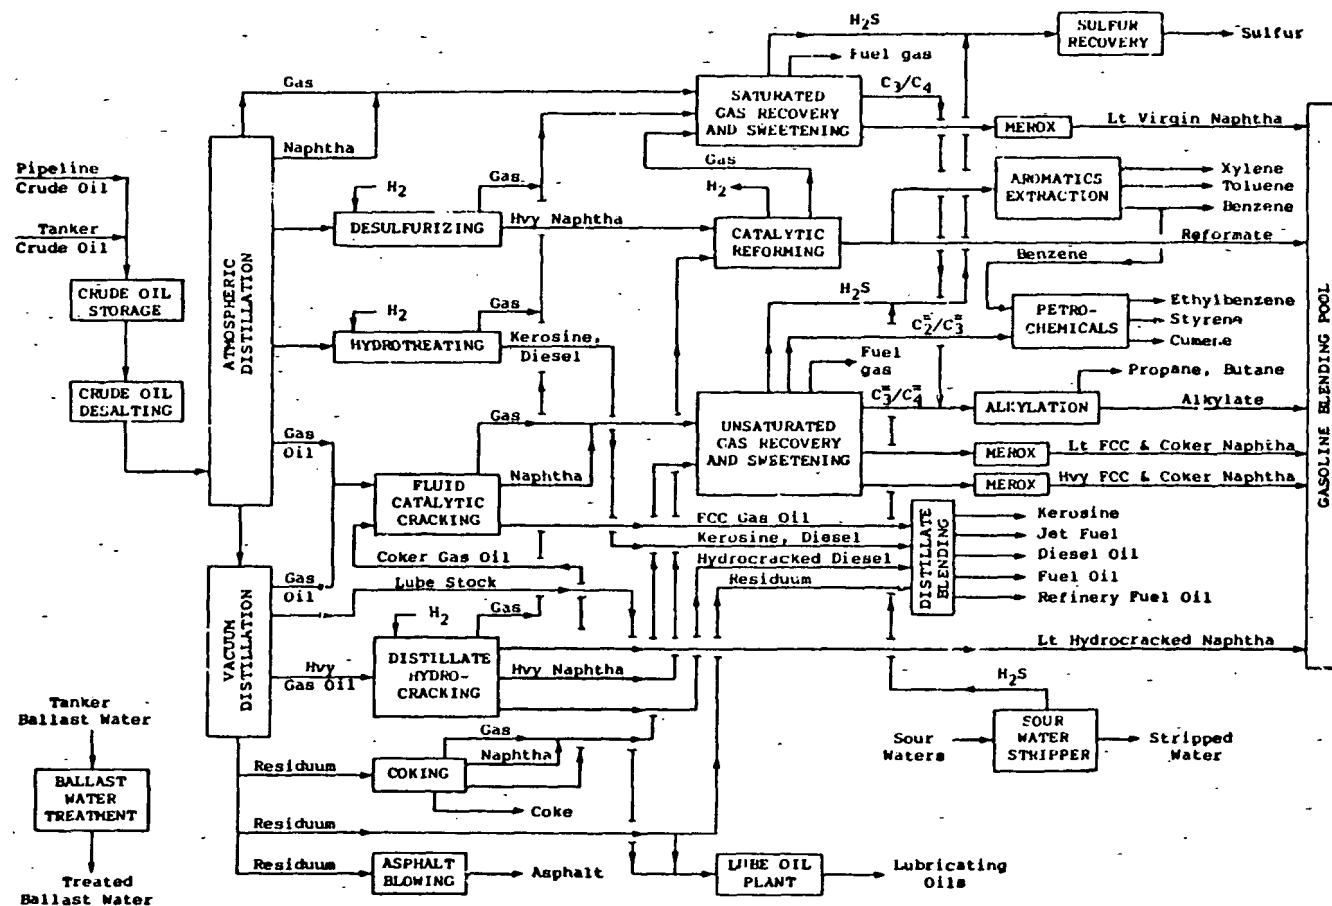 H2S
SULFUR
RECOVERY
Sulfur
Fuel gas
Gas
C3/C4
SATURATED
GAS RECOVERY
AND SWEETENING
MEROX
Lt Virgin Naphtha
Naphtha
Pipeline
Crude Oil
Gas
H2
Gas
H2
AROMATICS
EXTRACTION
Xylene
Toluene
Benzene
Tanker
Crude Oil
DESULFURIZING
Hvy Naphtha
CATALYTIC
REFORMING
Reformate
Benzene
ATMOSPHERIC
DISTILLATION
CRUDE OIL
STORAGE
H2
Gas
H2S
PETRO-
CHEMICALS
Ethylbenzene
Styrene
Cumene
HYDROTREATING
Kerosine,
Diesel
C2=/C3=
Fuel
gas
Propane, Butane
CRUDE OIL
DESALTING
Gas
C3=/C4=
ALKYLATION
Alkylate
GASOLINE BLENDING POOL
UNSATURATED
GAS RECOVERY
AND SWEETENING
Gas
Oil
MEROX
Lt FCC & Coker Naphtha
Naphtha
FLUID
CATALYTIC
CRACKING
MEROX
Hvy FCC & Coker Naphtha
FCC Gas Oil
Kerosine, Diesel
Hydrocracked Diesel
Residuum
DISTILLATE
BLENDING
Kerosine
Jet Fuel
Diesel Oil
Fuel Oil
Refinery Fuel Oil
Coker Gas Oil
Gas
Oil
Lube Stock
VACUUM
DISTILLATION
H2
Gas
Hvy
Gas Oil
DISTILLATE
HYDRO-
CRACKING
Hvy Naphtha
Lt Hydrocracked Naphtha
H2S
Tanker
Ballast Water
Sour
Waters
SOUR
WATER
STRIPPER
Stripped
Water
Gas
Naphtha
Residuum
COKING
Coke
BALLAST
WATER
TREATMENT
Residuum
Residuum
ASPHALT
BLOWING
Asphalt
LUBE OIL
PLANT
Lubricating
Oils
Treated
Ballast Water